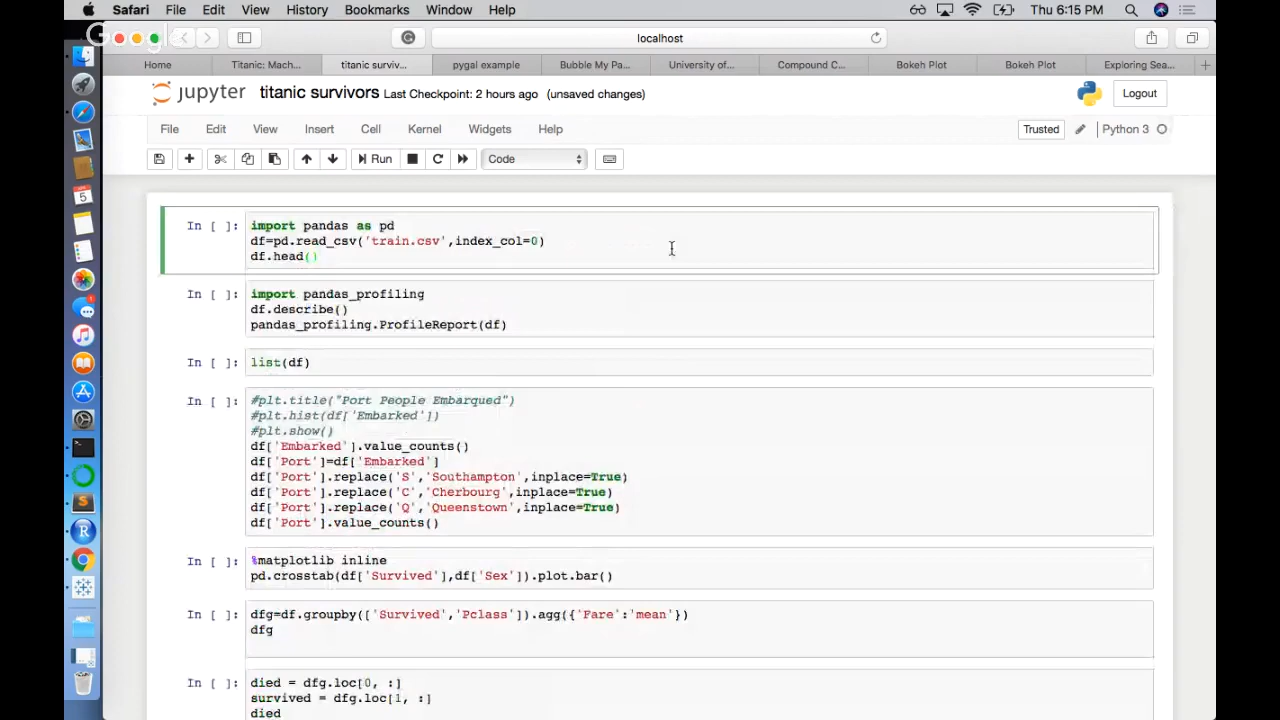 Safari File Edit View History Bookmarks Window Help Thu 6:15 PM
Google
localhost
Home Titanic: Mach... titanic surviv... pygal example Bubble My Pa... University of... Compound C... Bokeh Plot Bokeh Plot Exploring Sea...
jupyter titanic survivors Last Checkpoint: 2 hours ago (unsaved changes) Logout
File Edit View Insert Cell Kernel Widgets Help Trusted Python 3
Run Code
In [ ]: import pandas as pd
df=pd.read_csv('train.csv',index_col=0)
df.head()
In [ ]: import pandas_profiling
df.describe()
pandas_profiling.ProfileReport(df)
In [ ]: list(df)
In [ ]: #plt.title("Port People Embarqued")
#plt.hist(df['Embarked'])
#plt.show()
df['Embarked'].value_counts()
df['Port']=df['Embarked']
df['Port'].replace('S','Southampton',inplace=True)
df['Port'].replace('C','Cherbourg',inplace=True)
df['Port'].replace('Q','Queenstown',inplace=True)
df['Port'].value_counts()
In [ ]: %matplotlib inline
pd.crosstab(df['Survived'],df['Sex']).plot.bar()
In [ ]: dfg=df.groupby(['Survived','Pclass']).agg({'Fare':'mean'})
dfg
In [ ]: died = dfg.loc[0, :]
survived = dfg.loc[1, :]
died